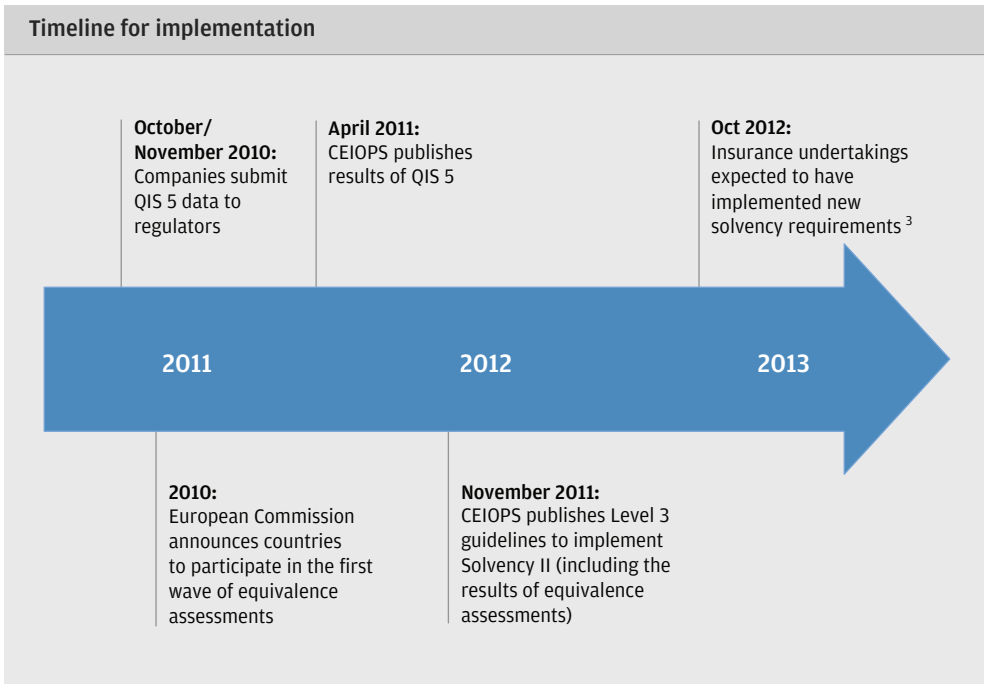 Timeline for implementation
October/
November 2010:
Companies submit
QIS 5 data to
regulators
April 2011:
CEIOPS publishes
results of QIS 5
Oct 2012:
Insurance undertakings
expected to have
implemented new
solvency requirements 3
2011
2012
2013
2010:
European Commission
announces countries
to participate in the first
wave of equivalence
assessments
November 2011:
CEIOPS publishes Level 3
guidelines to implement
Solvency II (including the
results of equivalence
assessments)